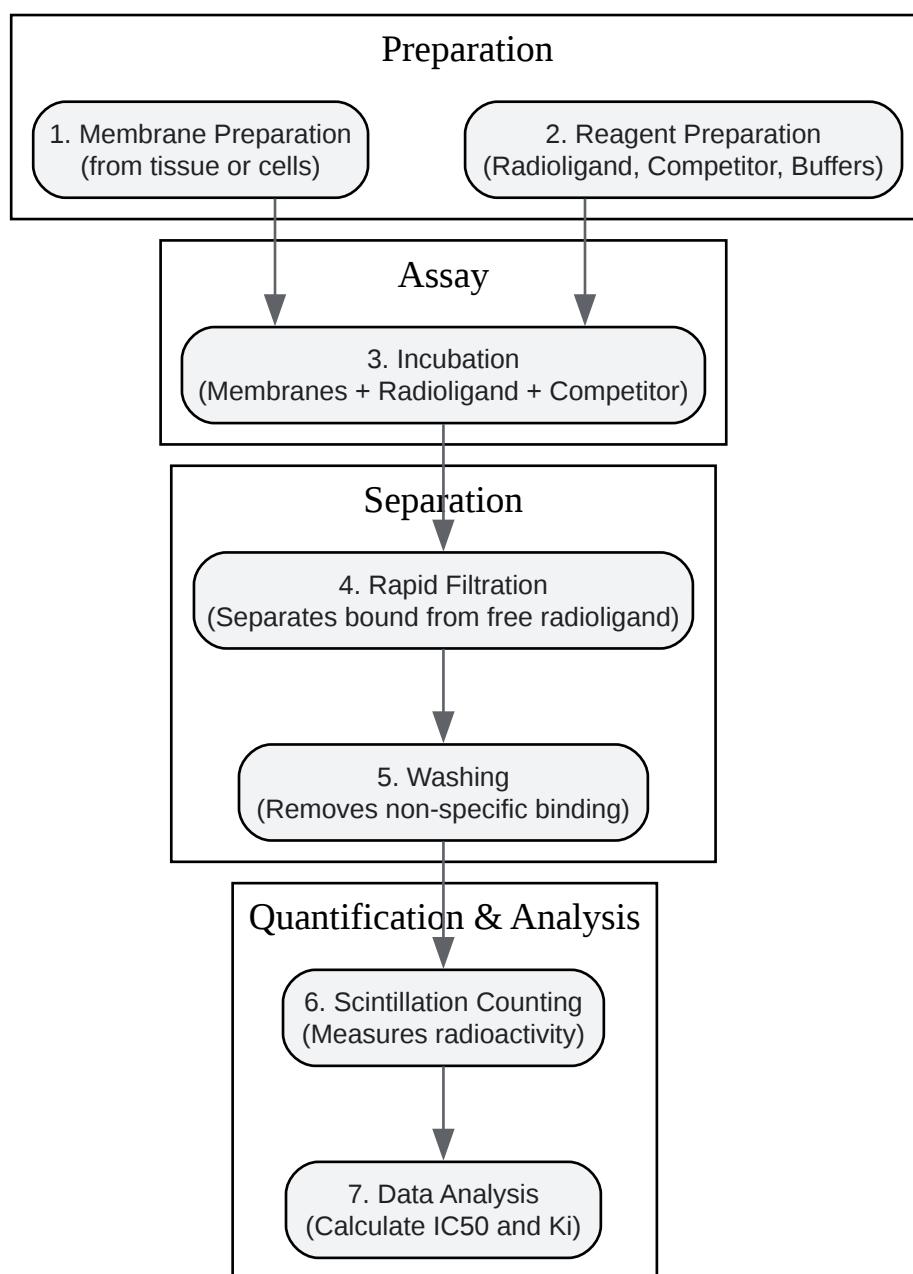 Preparation
1. Membrane Preparation
(from tissue or cells)
2. Reagent Preparation
(Radioligand, Competitor, Buffers)
Assay
3. Incubation
(Membranes + Radioligand + Competitor)
Separation
4. Rapid Filtration
(Separates bound from free radioligand)
5. Washing
(Removes non-specific binding)
Quantification & Analysis
6. Scintillation Counting
(Measures radioactivity)
7. Data Analysis
(Calculate IC50 and Ki)